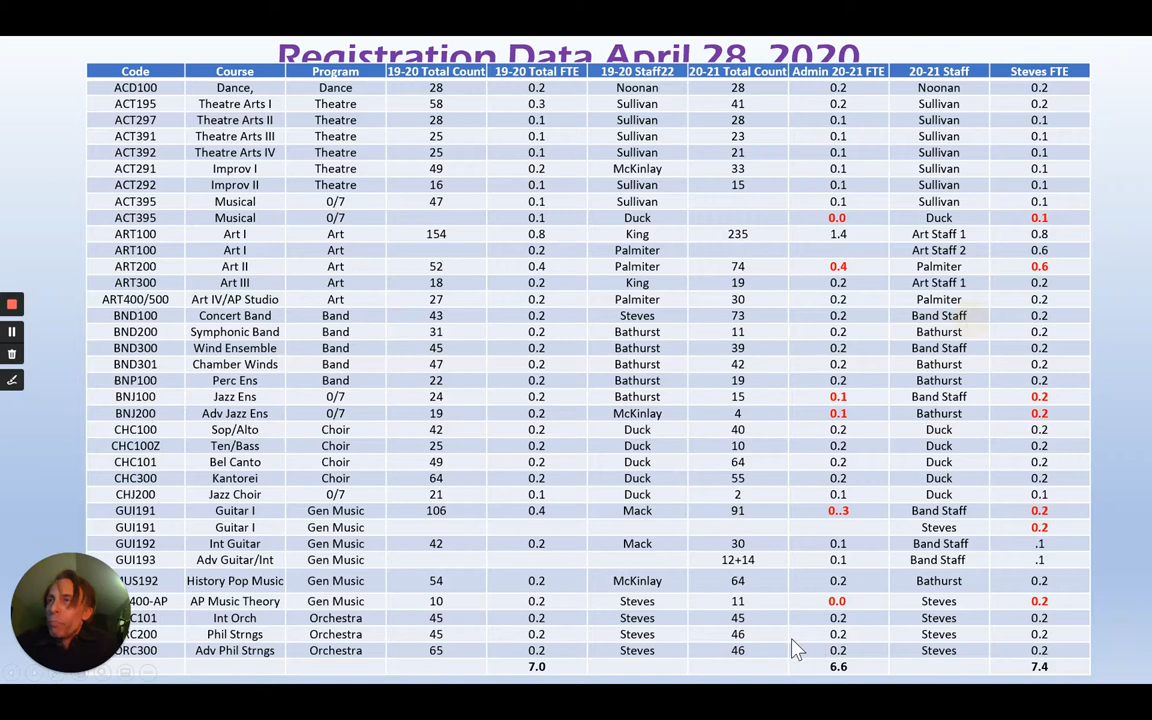 Registration Data April 28, 2020
Code Course Program 19-20 Total Count 19-20 Total FTE 19-20 Staff22 20-21 Total Count Admin 20-21 FTE 20-21 Staff Steves FTE
ACD100 Dance, Dance 28 0.2 Noonan 28 0.2 Noonan 0.2
ACT195 Theatre Arts I Theatre 58 0.3 Sullivan 41 0.2 Sullivan 0.2
ACT297 Theatre Arts II Theatre 28 0.1 Sullivan 28 0.1 Sullivan 0.1
ACT391 Theatre Arts III Theatre 25 0.1 Sullivan 23 0.1 Sullivan 0.1
ACT392 Theatre Arts IV Theatre 25 0.1 Sullivan 21 0.1 Sullivan 0.1
ACT291 Improv I Theatre 49 0.2 McKinlay 33 0.1 Sullivan 0.1
ACT292 Improv II Theatre 16 0.1 Sullivan 15 0.1 Sullivan 0.1
ACT395 Musical 0/7 47 0.1 Sullivan 0.1 Sullivan 0.1
ACT395 Musical 0/7 0.1 Duck 0.0 Duck 0.1
ART100 Art I Art 154 0.8 King 235 1.4 Art Staff 1 0.8
ART100 Art I Art 0.2 Palmiter Art Staff 2 0.6
ART200 Art II Art 52 0.4 Palmiter 74 0.4 Palmiter 0.6
ART300 Art III Art 18 0.2 King 19 0.2 Art Staff 1 0.2
ART400/500 Art IV/AP Studio Art 27 0.2 Palmiter 30 0.2 Palmiter 0.2
BND100 Concert Band Band 43 0.2 Steves 73 0.2 Band Staff 0.2
BND200 Symphonic Band Band 31 0.2 Bathurst 11 0.2 Bathurst 0.2
BND300 Wind Ensemble Band 45 0.2 Bathurst 39 0.2 Band Staff 0.2
BND301 Chamber Winds Band 45 0.2 Bathurst 42 0.2 Bathurst 0.2
BNP100 Perc Ens Band 22 0.2 Bathurst 19 0.2 Bathurst 0.2
BNJ100 Jazz Ens 0/7 24 0.2 Bathurst 15 0.1 Band Staff 0.2
BNJ200 Adv Jazz Ens 0/7 19 0.2 McKinlay 4 0.1 Bathurst 0.2
CHC100 Sop/Alto Choir 42 0.2 Duck 40 0.2 Duck 0.2
CHC100Z Ten/Bass Choir 25 0.2 Duck 10 0.2 Duck 0.2
CHC101 Bel Canto Choir 49 0.2 Duck 64 0.2 Duck 0.2
CHC300 Kantorei Choir 64 0.2 Duck 55 0.2 Duck 0.2
CHJ200 Jazz Choir 0/7 21 0.1 Duck 2 0.1 Duck 0.1
GUI191 Guitar I Gen Music 106 0.4 Mack 91 0..3 Band Staff 0.2
GUI191 Guitar I Gen Music Steves 0.2
GUI192 Int Guitar Gen Music 42 0.2 Mack 30 0.1 Band Staff .1
GUI193 Adv Guitar/Int Gen Music 12+14 0.1 Band Staff .1
MUS192 History Pop Music Gen Music 54 0.2 McKinlay 64 0.2 Bathurst 0.2
400-AP AP Music Theory Gen Music 10 0.2 Steves 11 0.0 Steves 0.2
C101 Int Orch Orchestra 45 0.2 Steves 45 0.2 Steves 0.2
RC200 Phil Strngs Orchestra 45 0.2 Steves 46 0.2 Steves 0.2
ORC300 Adv Phil Strngs Orchestra 65 0.2 Steves 46 0.2 Steves 0.2
7.0 6.6 7.4